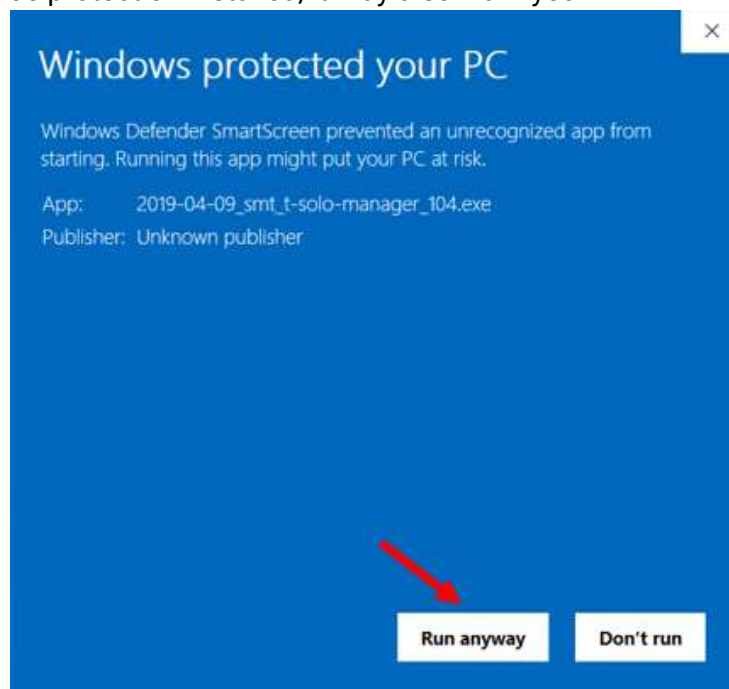 Windows protected your PC
Windows Defender SmartScreen prevented an unrecognized app from
starting. Running this app might put your PC at risk.
App: 2019-04-09_smt_t-solo-manager_104.exe
Publisher: Unknown publisher
Run anyway
Don't run